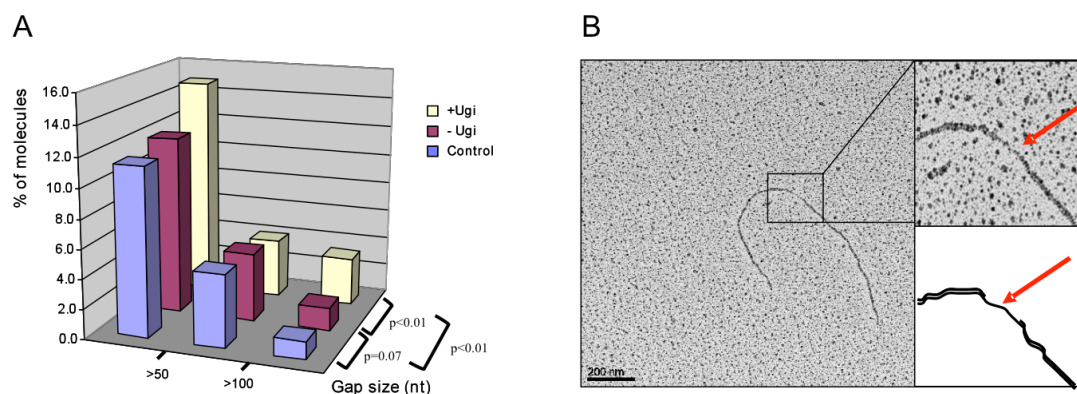 A
B
% of molecules
16.0
14.0
12.0
10.0
8.0
6.0
4.0
2.0
0.0
+Ugi
- Ugi
Control
p<0.01
p=0.07
p<0.01
>50
>100
Gap size (nt)
200 nm